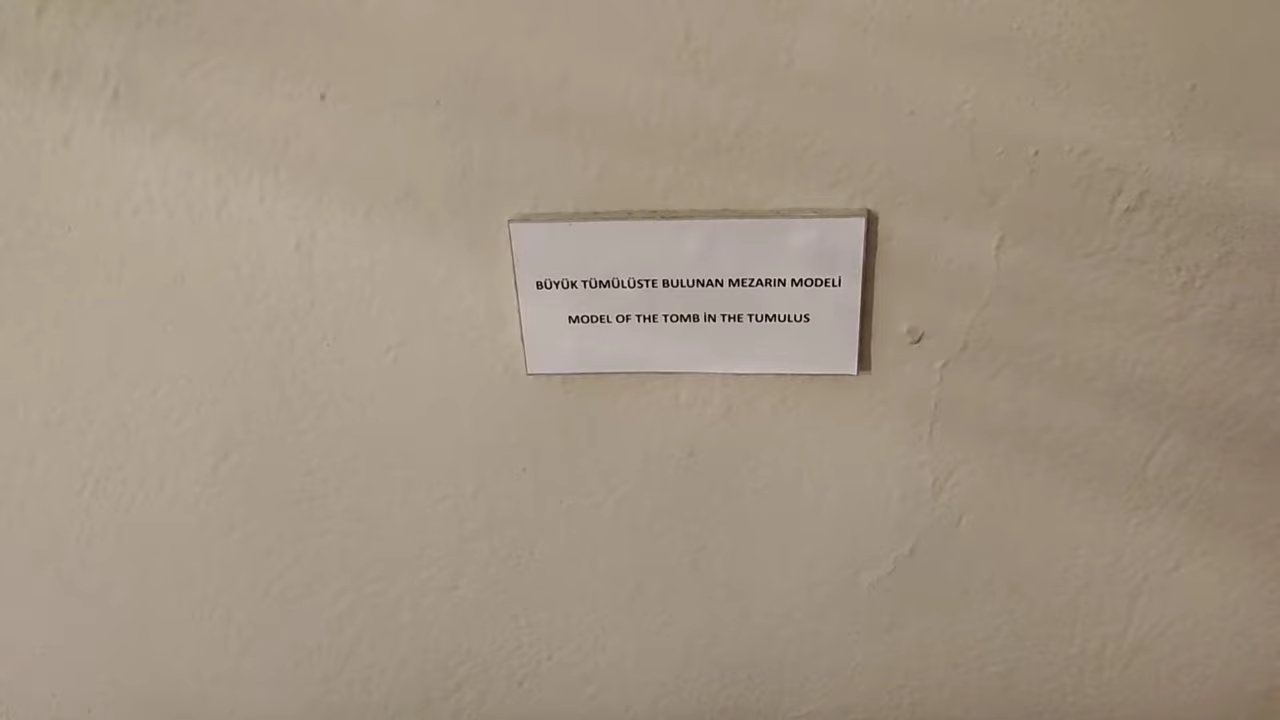 BÜYÜK TÜMÜLÜSTE BULUNAN MEZARIN MODELİ
MODEL OF THE TOMB İN THE TUMULUS